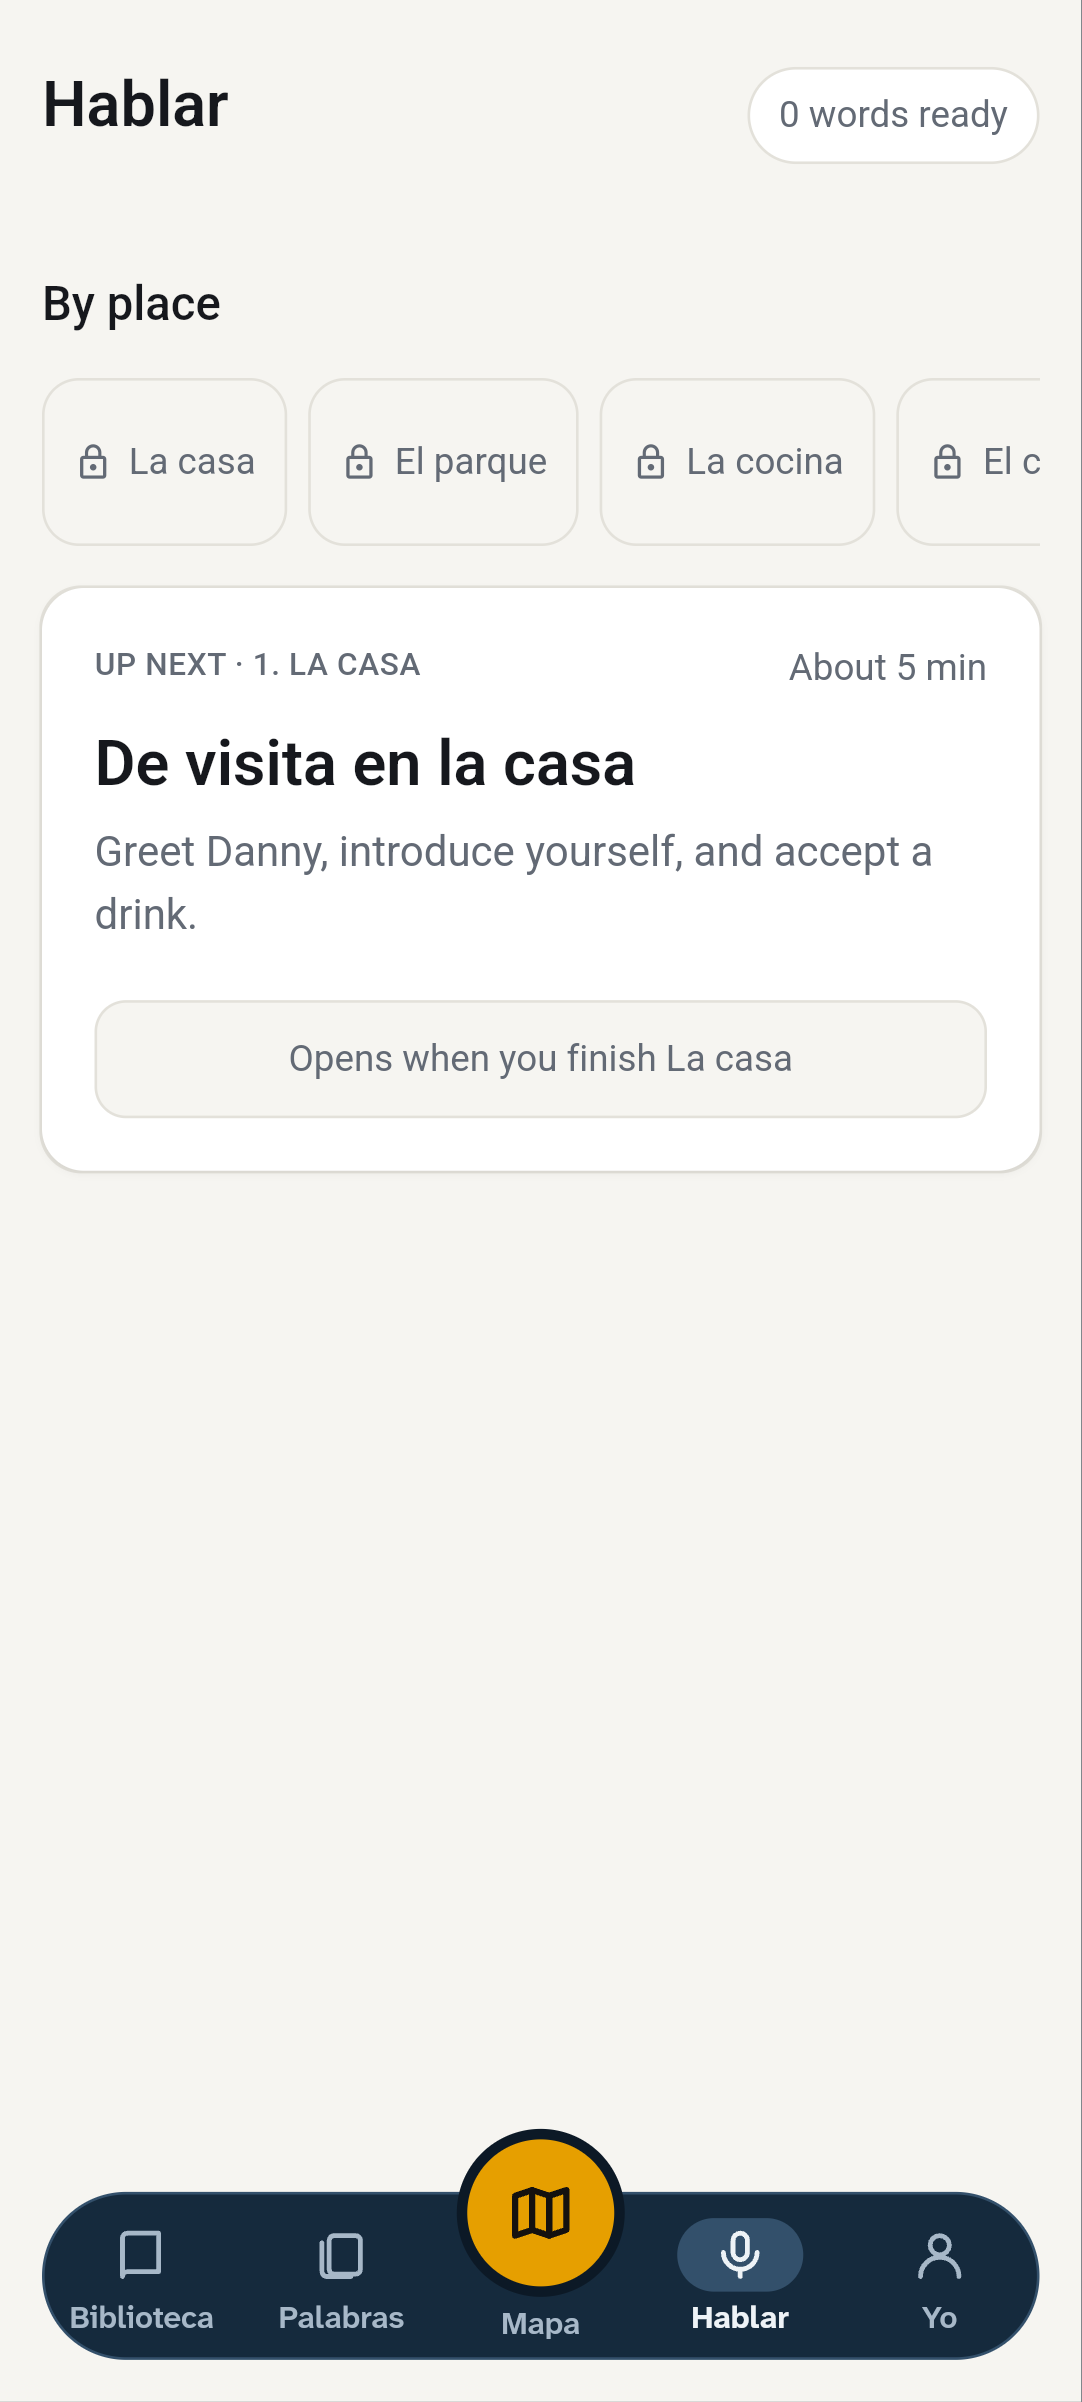 Hablar
0 words ready
By place
La casa
El parque
La cocina
El c
UP NEXT · 1. LA CASA
About 5 min
De visita en la casa
Greet Danny, introduce yourself, and accept a
drink.
Opens when you finish La casa
Biblioteca
Palabras
Mapa
Hablar
Yo